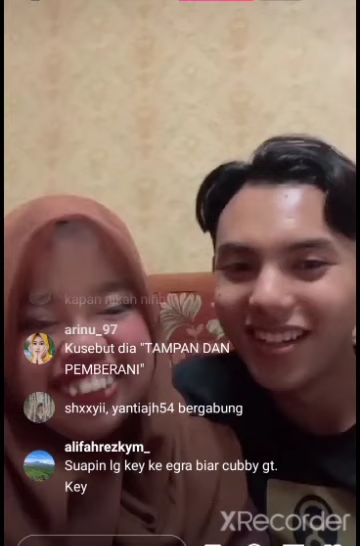 kapan nikah nih
arinu_97
Kusebut dia "TAMPAN DAN
PEMBERANI"
shxxyii, yantiajh54 bergabung
alifahrezkym_
Suapin lg key ke egra biar cubby gt.
Key
XRecorder